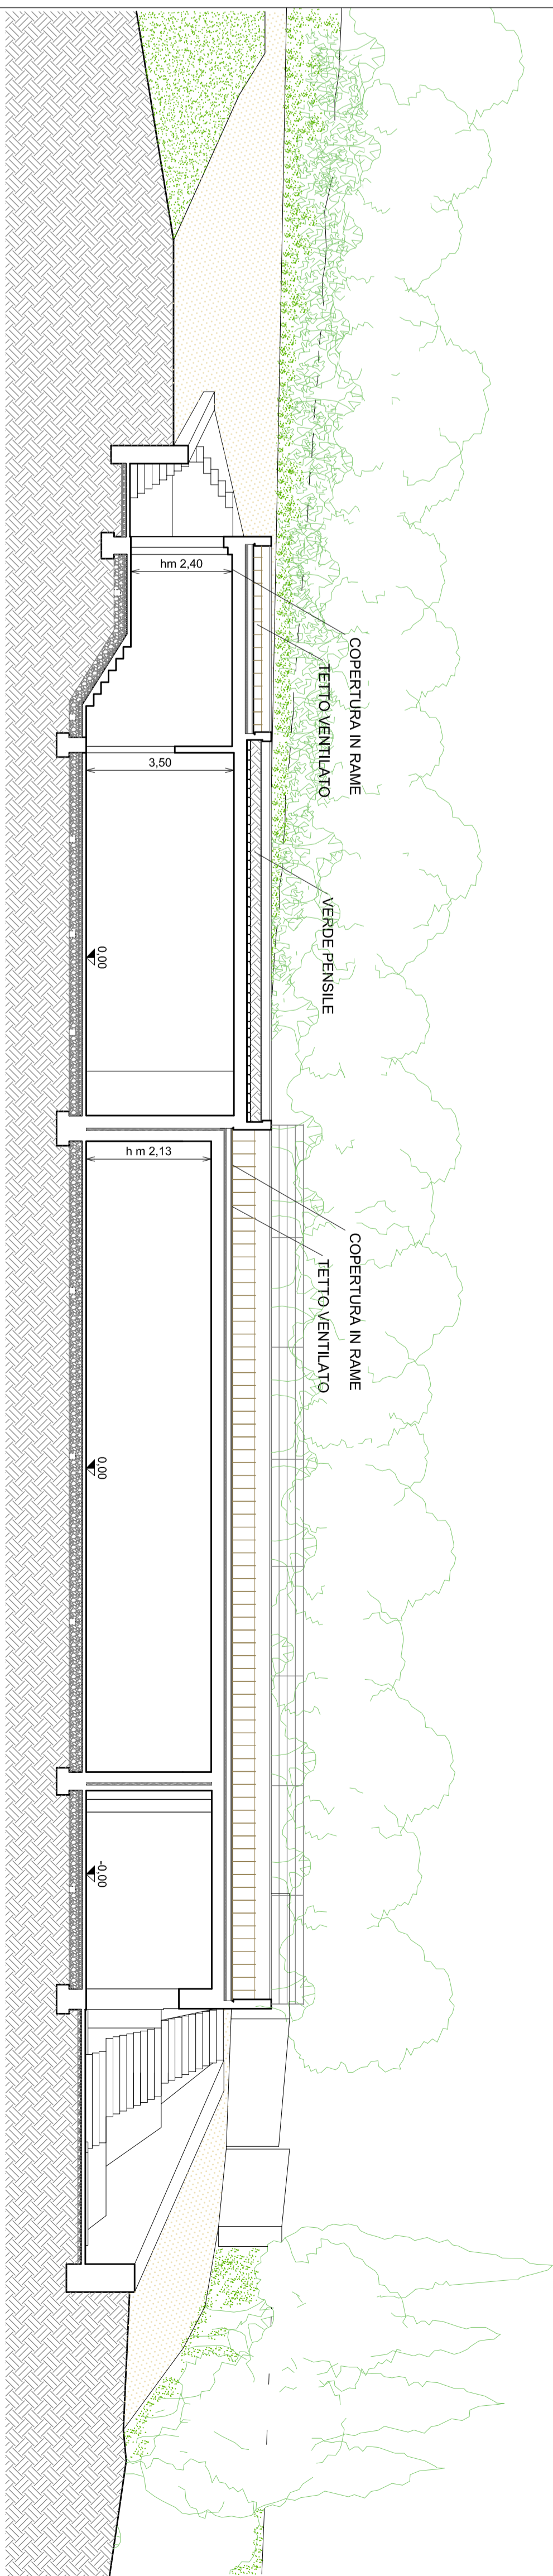 hm 2,40
COPERTURA IN RAME
TETTO VENTILATO
3,50
VERDE PENSILE
0,00
h m 2,13
COPERTURA IN RAME
TETTO VENTILATO
0,00
-0,00